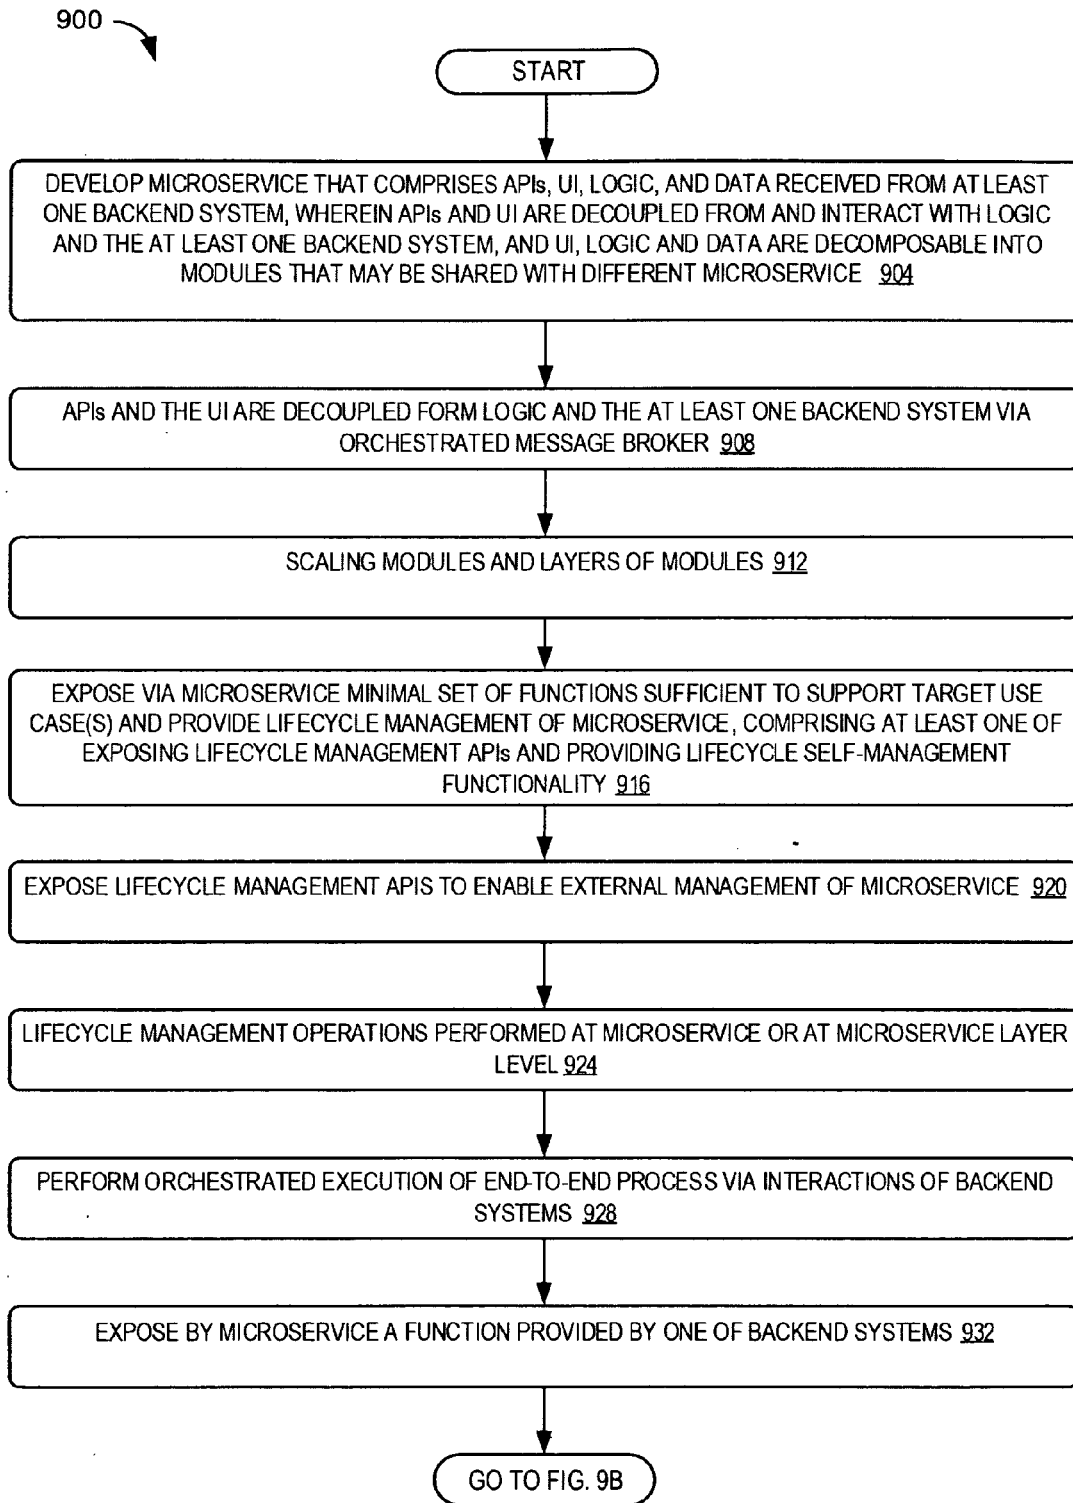 900
START
DEVELOP MICROSERVICE THAT COMPRISES APIs, UI, LOGIC, AND DATA RECEIVED FROM AT LEAST
ONE BACKEND SYSTEM, WHEREIN APIs AND UI ARE DECOUPLED FROM AND INTERACT WITH LOGIC
AND THE AT LEAST ONE BACKEND SYSTEM, AND UI, LOGIC AND DATA ARE DECOMPOSABLE INTO
MODULES THAT MAY BE SHARED WITH DIFFERENT MICROSERVICE 904
APIs AND THE UI ARE DECOUPLED FORM LOGIC AND THE AT LEAST ONE BACKEND SYSTEM VIA
ORCHESTRATED MESSAGE BROKER 908
SCALING MODULES AND LAYERS OF MODULES 912
EXPOSE VIA MICROSERVICE MINIMAL SET OF FUNCTIONS SUFFICIENT TO SUPPORT TARGET USE
CASE(S) AND PROVIDE LIFECYCLE MANAGEMENT OF MICROSERVICE, COMPRISING AT LEAST ONE OF
EXPOSING LIFECYCLE MANAGEMENT APIs AND PROVIDING LIFECYCLE SELF-MANAGEMENT
FUNCTIONALITY 916
EXPOSE LIFECYCLE MANAGEMENT APIS TO ENABLE EXTERNAL MANAGEMENT OF MICROSERVICE 920
LIFECYCLE MANAGEMENT OPERATIONS PERFORMED AT MICROSERVICE OR AT MICROSERVICE LAYER
LEVEL 924
PERFORM ORCHESTRATED EXECUTION OF END-TO-END PROCESS VIA INTERACTIONS OF BACKEND
SYSTEMS 928
EXPOSE BY MICROSERVICE A FUNCTION PROVIDED BY ONE OF BACKEND SYSTEMS 932
GO TO FIG. 9B